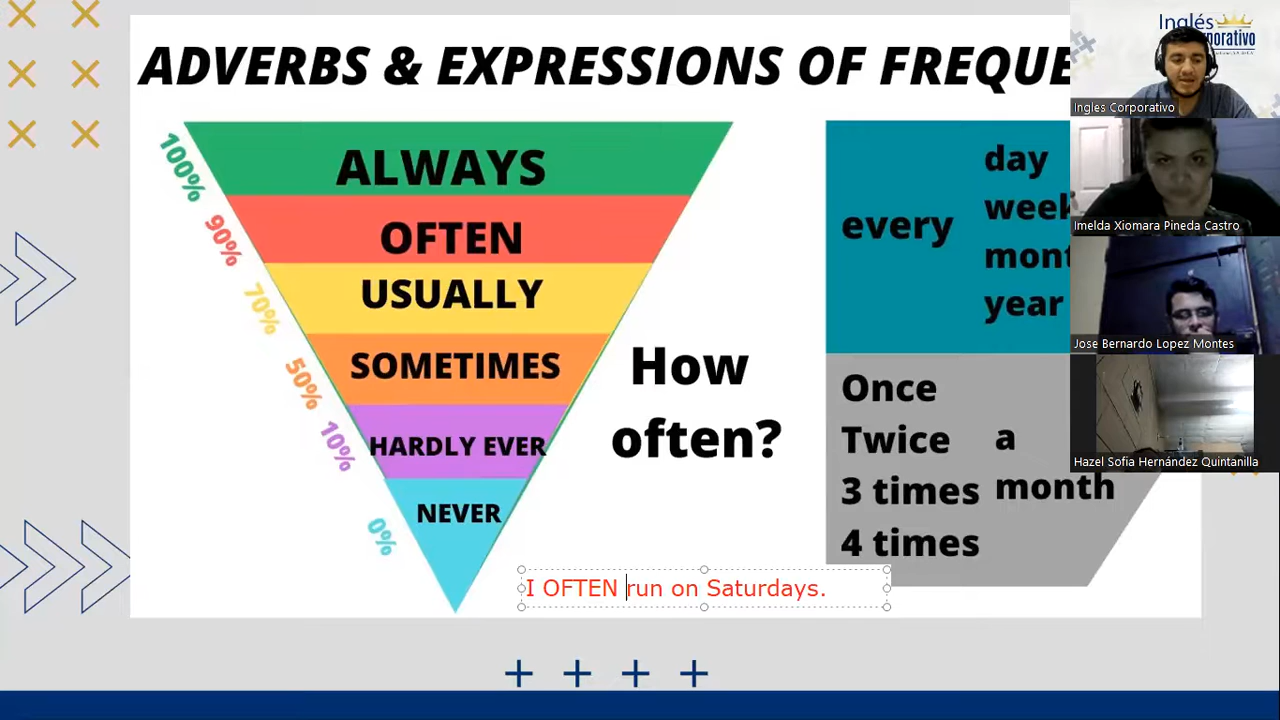 ADVERBS & EXPRESSIONS OF FREQUE
100%
ALWAYS
90%
OFTEN
70%
USUALLY
50%
SOMETIMES
10%
HARDLY EVER
0%
NEVER
How
often?
every
day
week
mont
year
Once
Twice
3 times
4 times
a
month
I OFTEN run on Saturdays.
Inglés
Ingles Corporativo
Imelda Xiomara Pineda Castro
Jose Bernardo Lopez Montes
Hazel Sofia Hernández Quintanilla